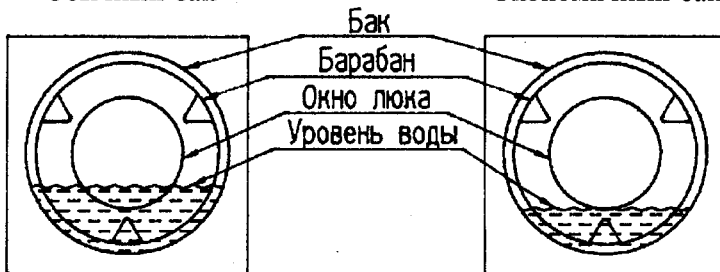 Бак
Барабан
Окно люка
Уровень воды